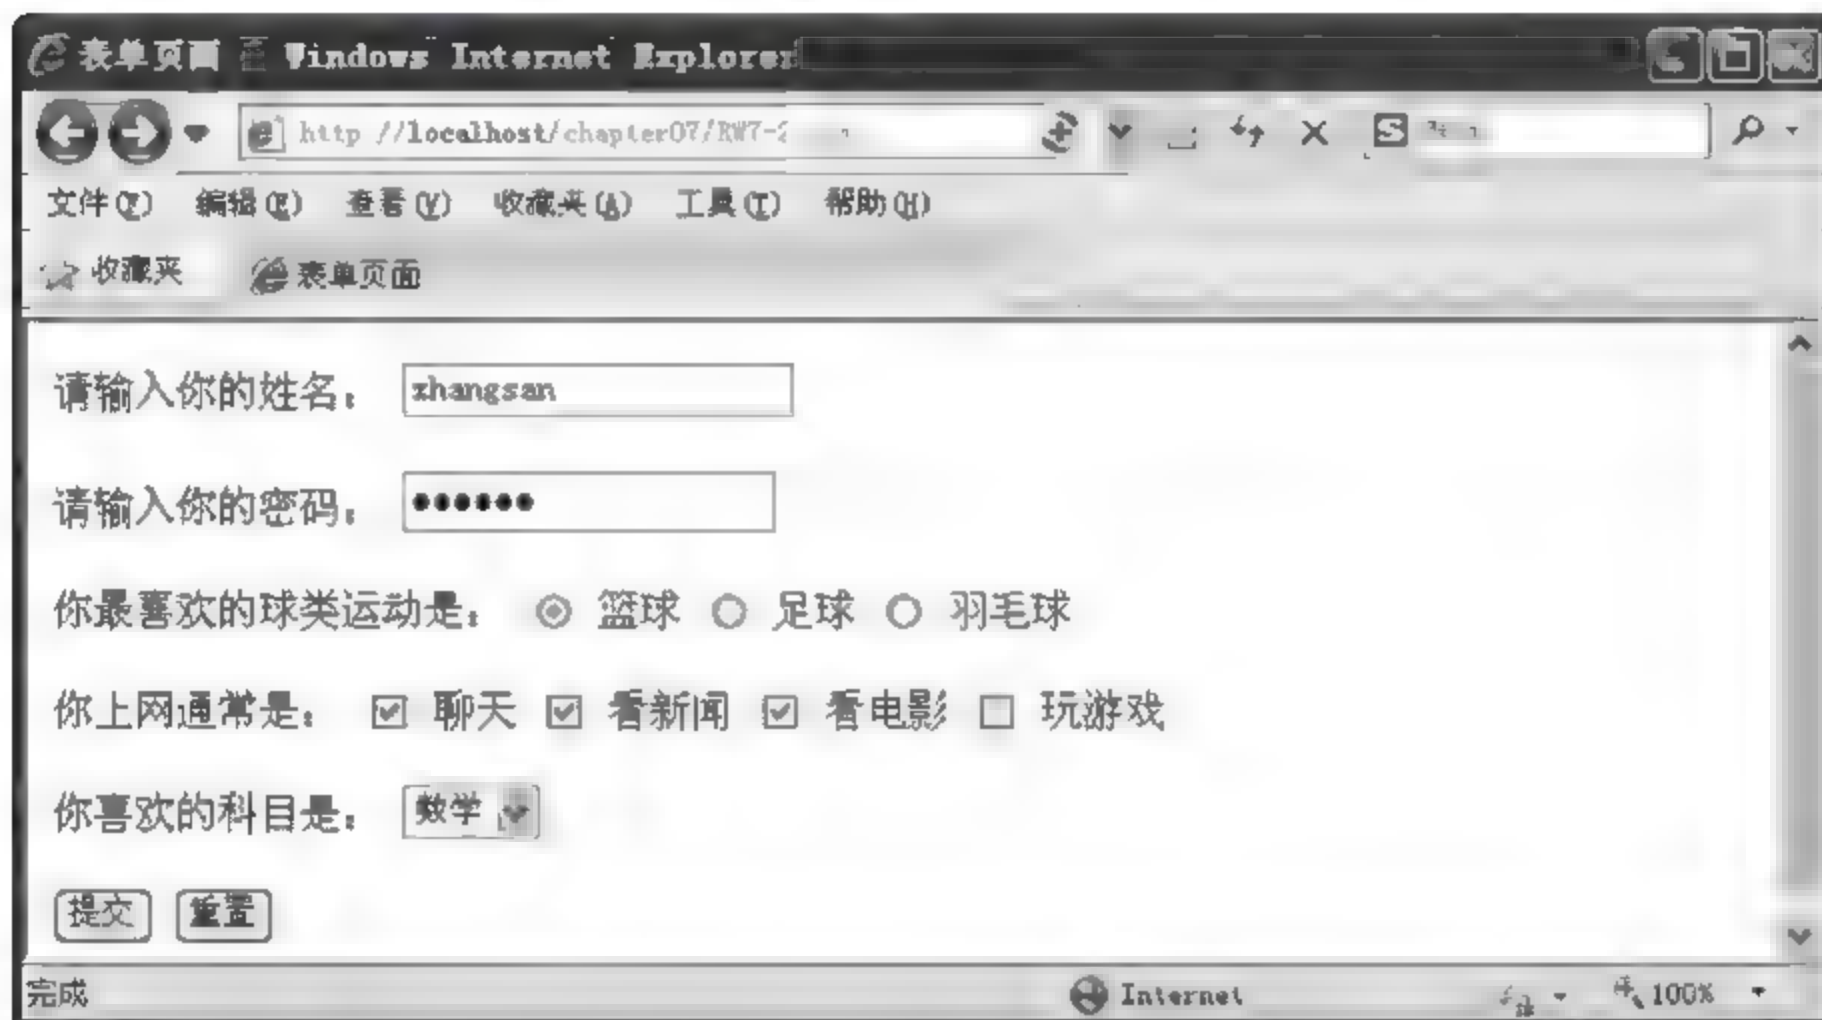 表单页面 Windows Internet Explorer
http //localhost/chapter07/RW7-2
文件(F) 编辑(E) 查看(V) 收藏夹(A) 工具(T) 帮助(H)
收藏夹 表单页面
请输入你的姓名: zhangsan
请输入你的密码: ●●●●●●
你最喜欢的球类运动是: 篮球 足球 羽毛球
你上网通常是: 聊天 看新闻 看电影 玩游戏
你喜欢的科目是: 数学
提交 重置
完成 Internet 100%